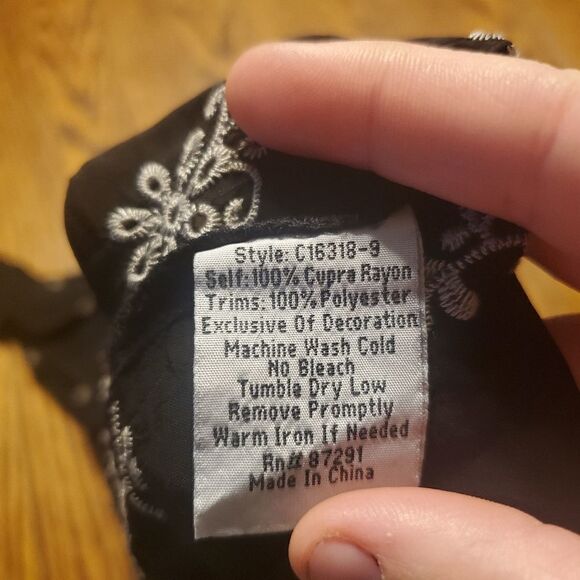 Style: C16318-9
Self: 100% Cupra Rayon
Trims: 100% Polyester
Exclusive Of Decoration
Machine Wash Cold
No Bleach
Tumble Dry Low
Remove Promptly
Warm Iron If Needed
Rn# 87291
Made In China